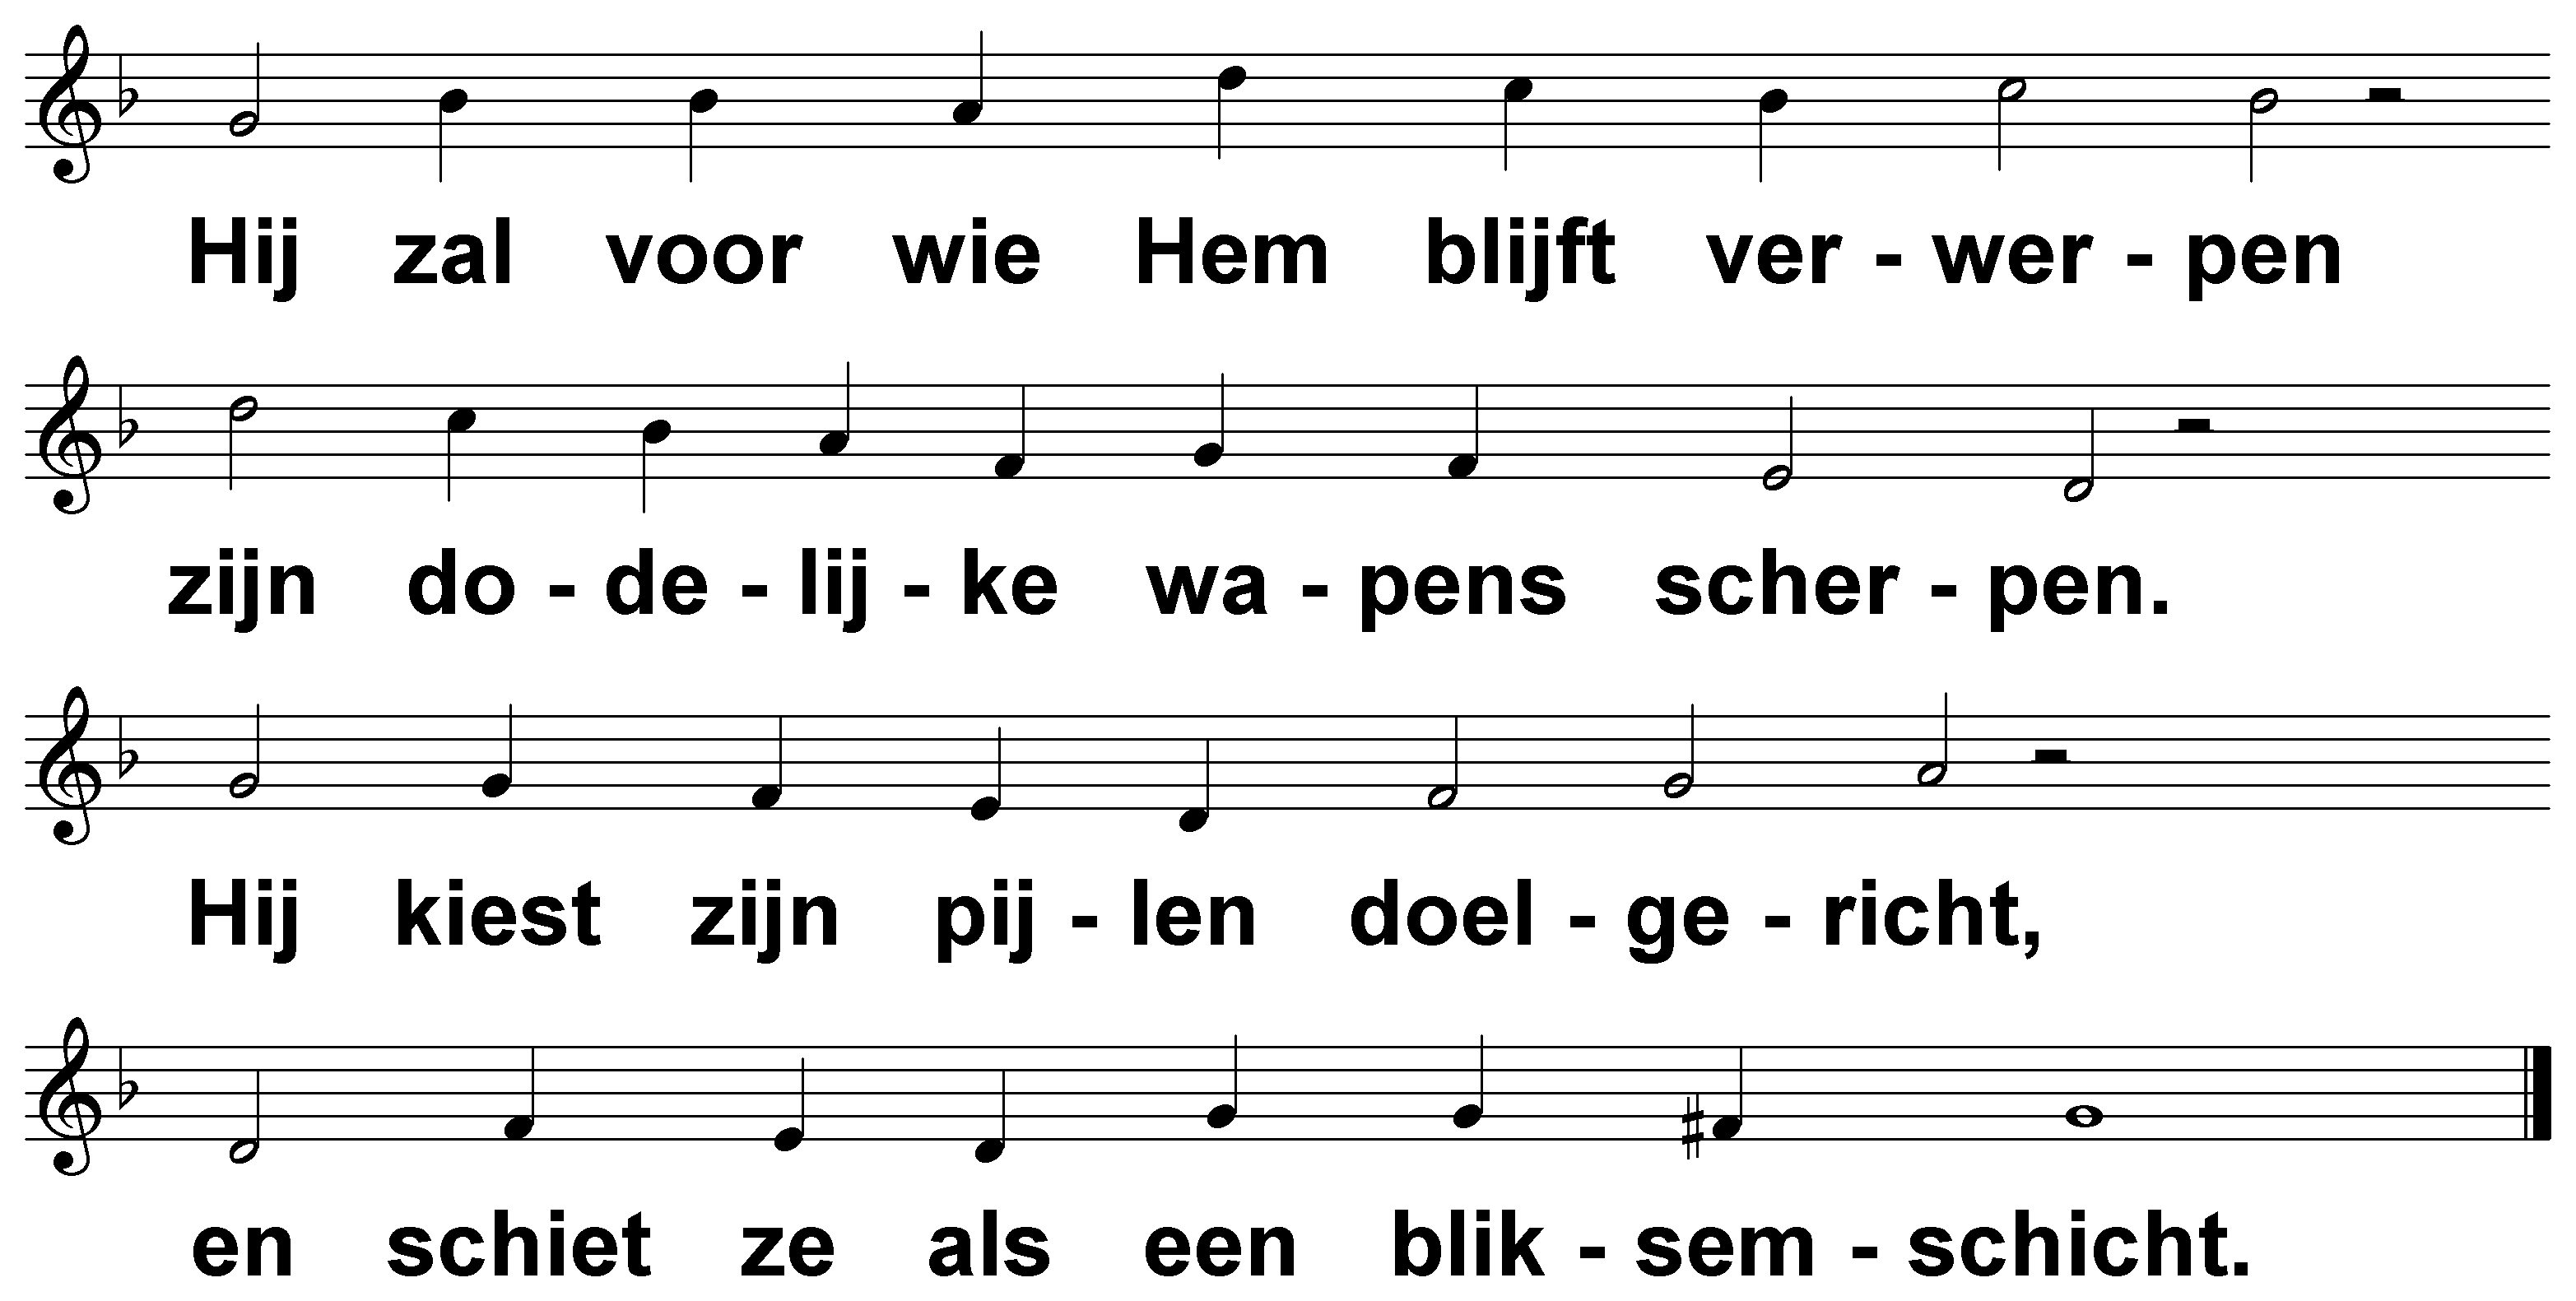 Hij zal voor wie Hem blijft ver - wer - pen
zijn do - de - lij - ke wa - pens scher - pen.
Hij kiest zijn pij - len doel - ge - richt,
en schiet ze als een blik - sem - schicht.